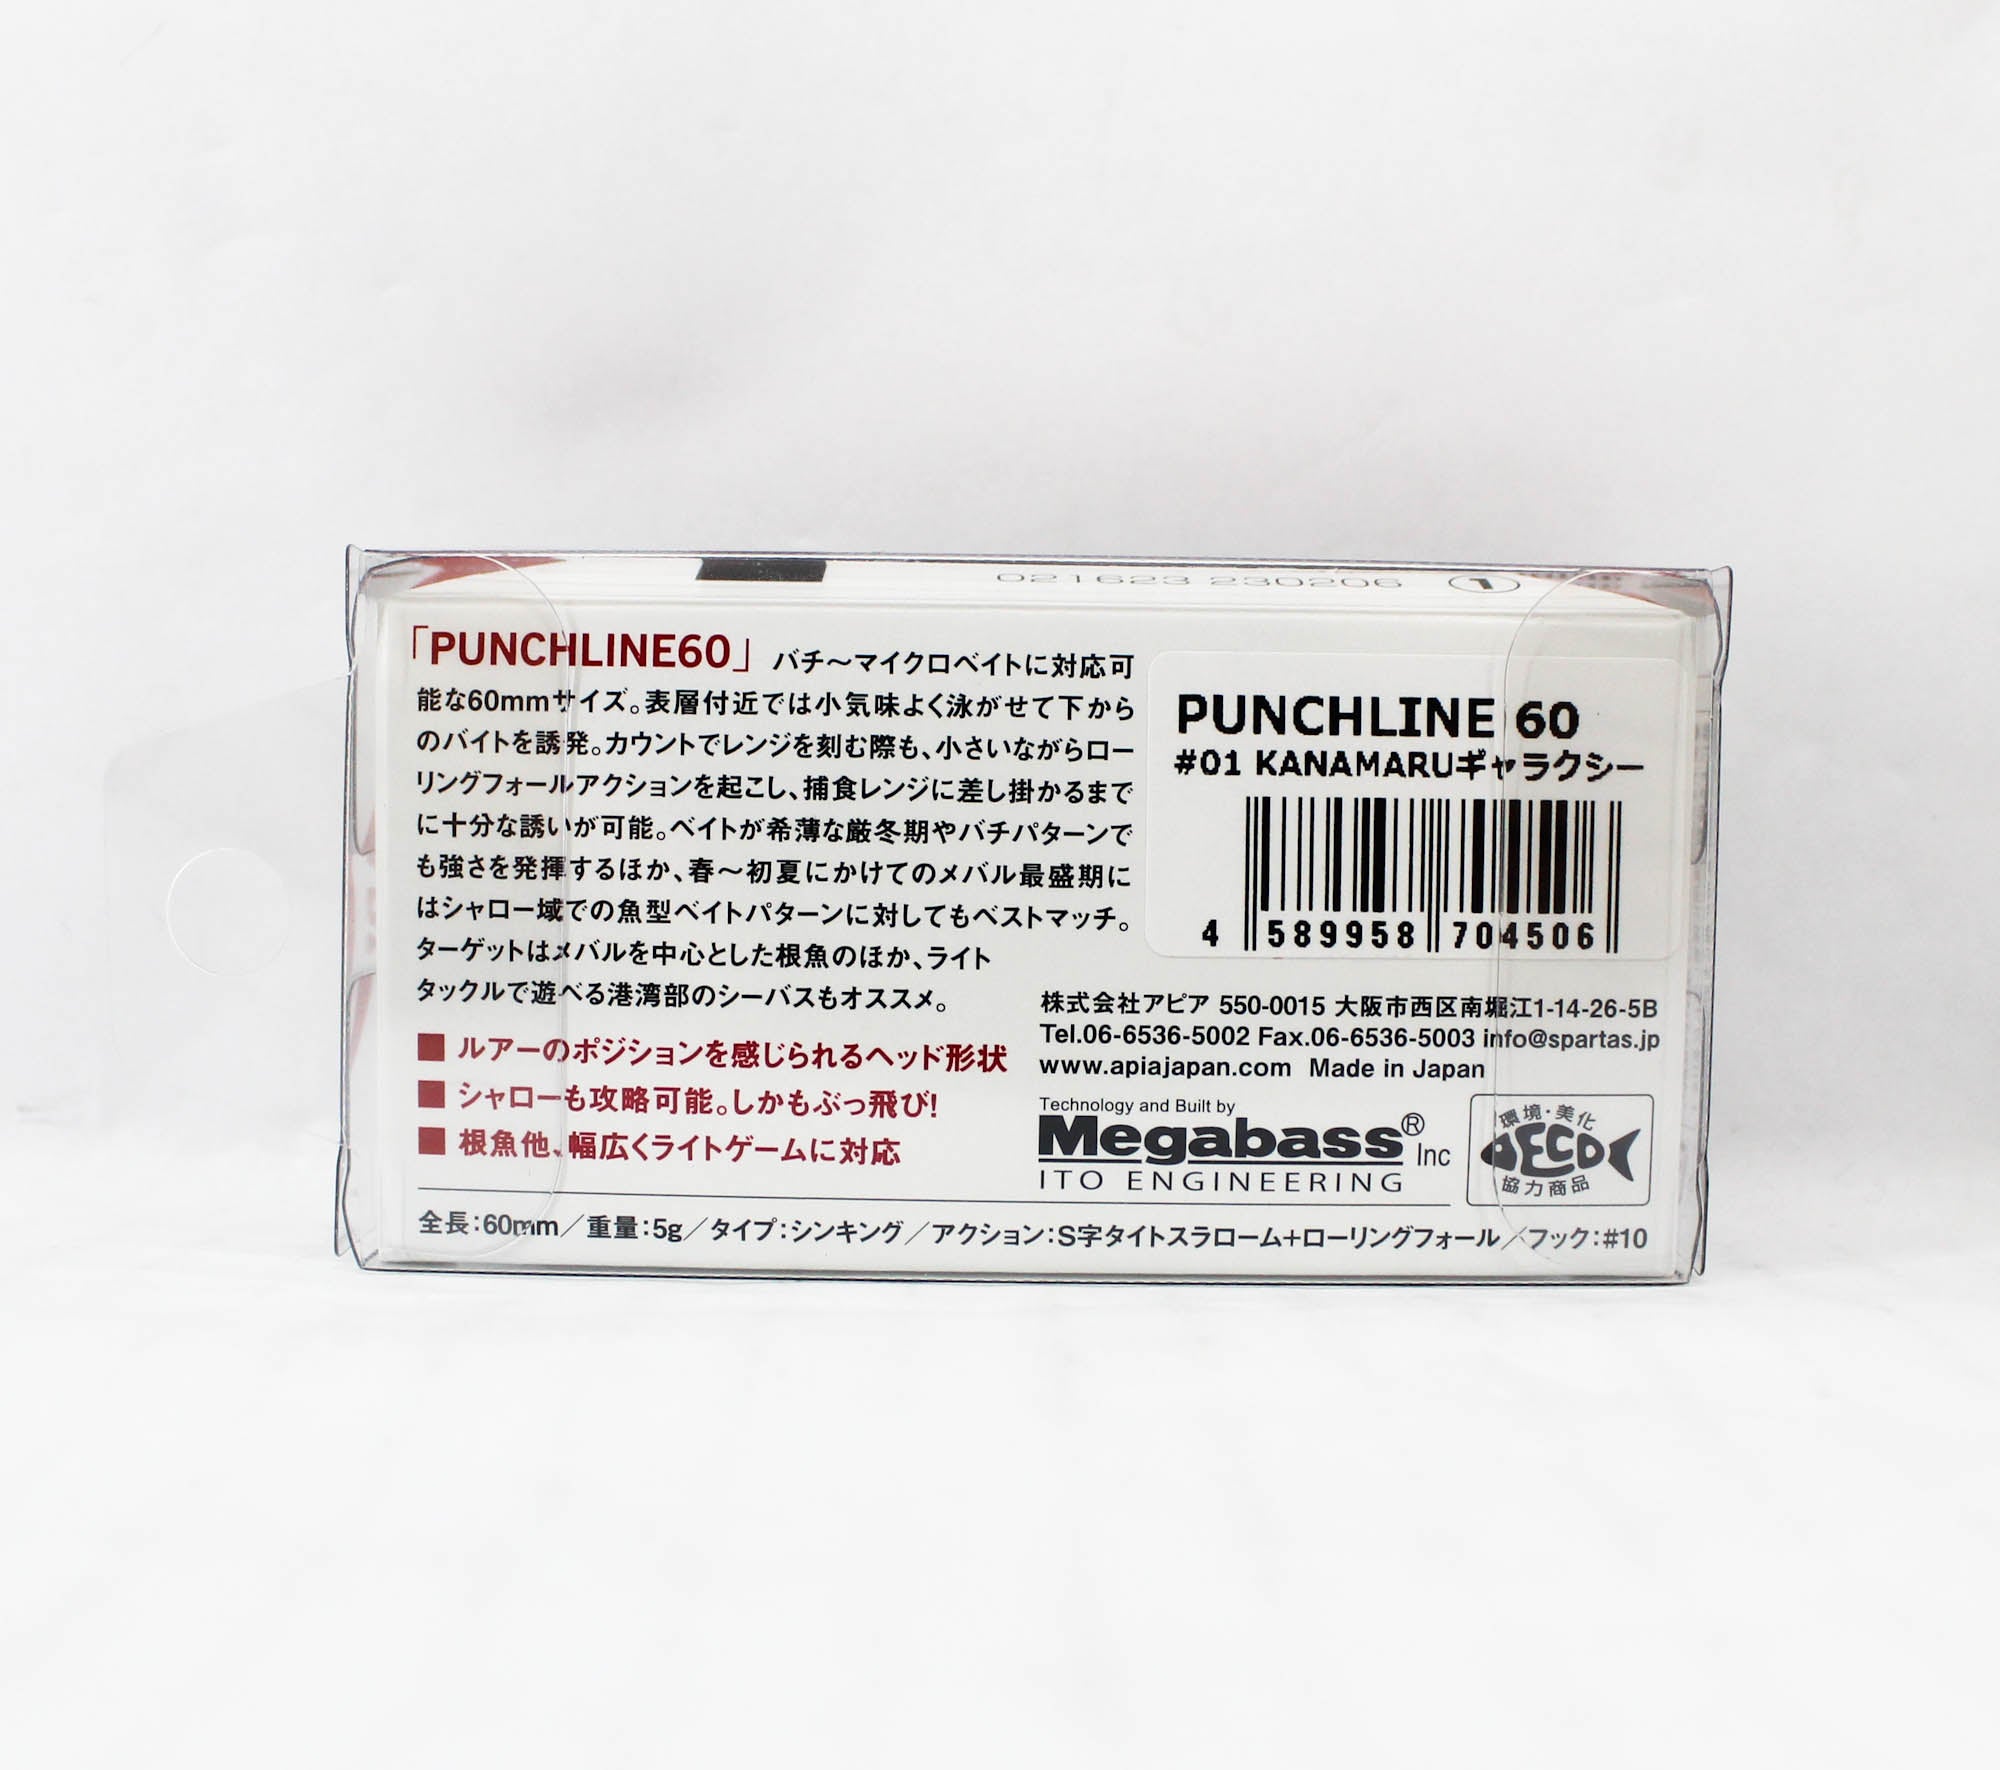 021623 230206 ①
「PUNCHLINE60」 バチ〜マイクロベイトに対応可
能な60mmサイズ。表層付近では小気味よく泳がせて下から
のバイトを誘発。カウントでレンジを刻む際も、小さいながらロー
リングフォールアクションを起こし、捕食レンジに差し掛かるまで
に十分な誘いが可能。ベイトが希薄な厳冬期やバチパターンで
も強さを発揮するほか、春〜初夏にかけてのメバル最盛期に
はシャロー域での魚型ベイトパターンに対してもベストマッチ。
ターゲットはメバルを中心とした根魚のほか、ライト
タックルで遊べる港湾部のシーバスもオススメ。
■ ルアーのポジションを感じられるヘッド形状
■ シャローも攻略可能。しかもぶっ飛び!
■ 根魚他、幅広くライトゲームに対応
PUNCHLINE 60
#01 KANAMARUギャラクシー
4 589958 704506
株式会社アピア 550-0015 大阪市西区南堀江1-14-26-5B
Tel.06-6536-5002 Fax.06-6536-5003 info@spartas.jp
www.apiajapan.com Made in Japan
Technology and Built by
Megabass® Inc
ITO ENGINEERING
環境・美化
ECO
協力商品
全長:60mm／重量:5g／タイプ:シンキング／アクション:S字タイトスラローム+ローリングフォール／フック:#10